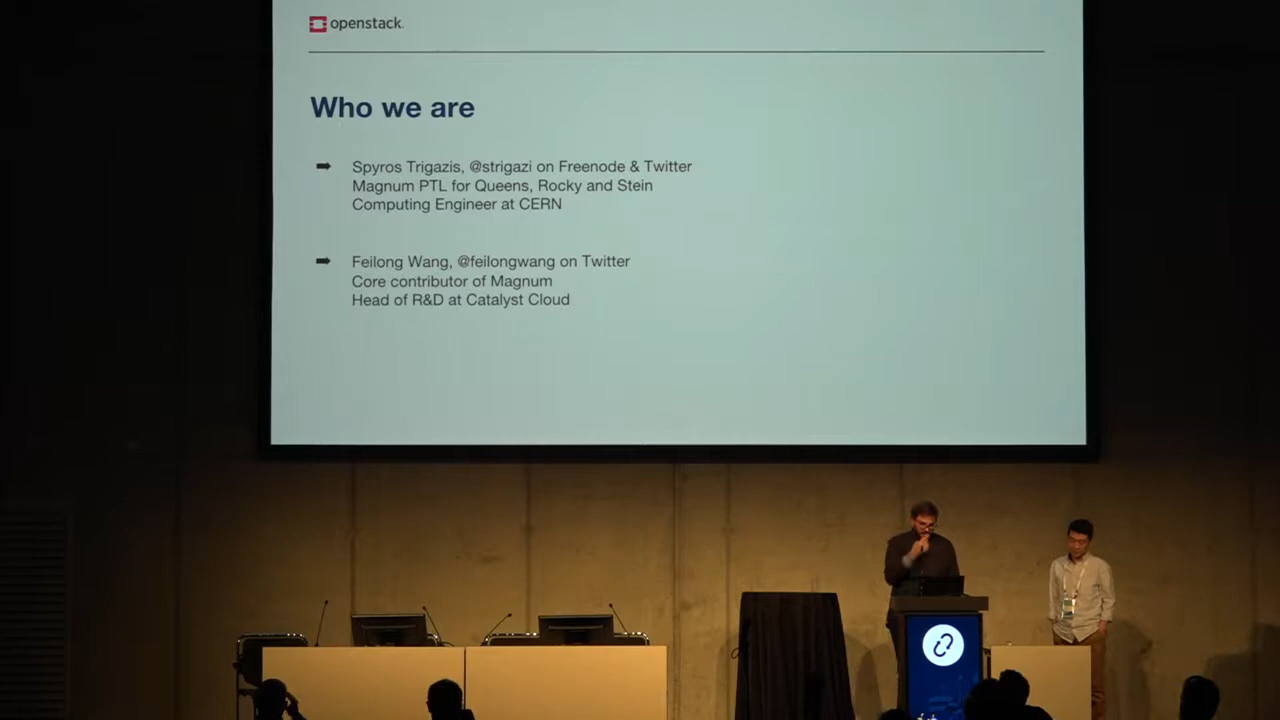 openstack.
Who we are
Spyros Trigazis, @strigazi on Freenode & Twitter
Magnum PTL for Queens, Rocky and Stein
Computing Engineer at CERN
Feilong Wang, @feilongwang on Twitter
Core contributor of Magnum
Head of R&D at Catalyst Cloud